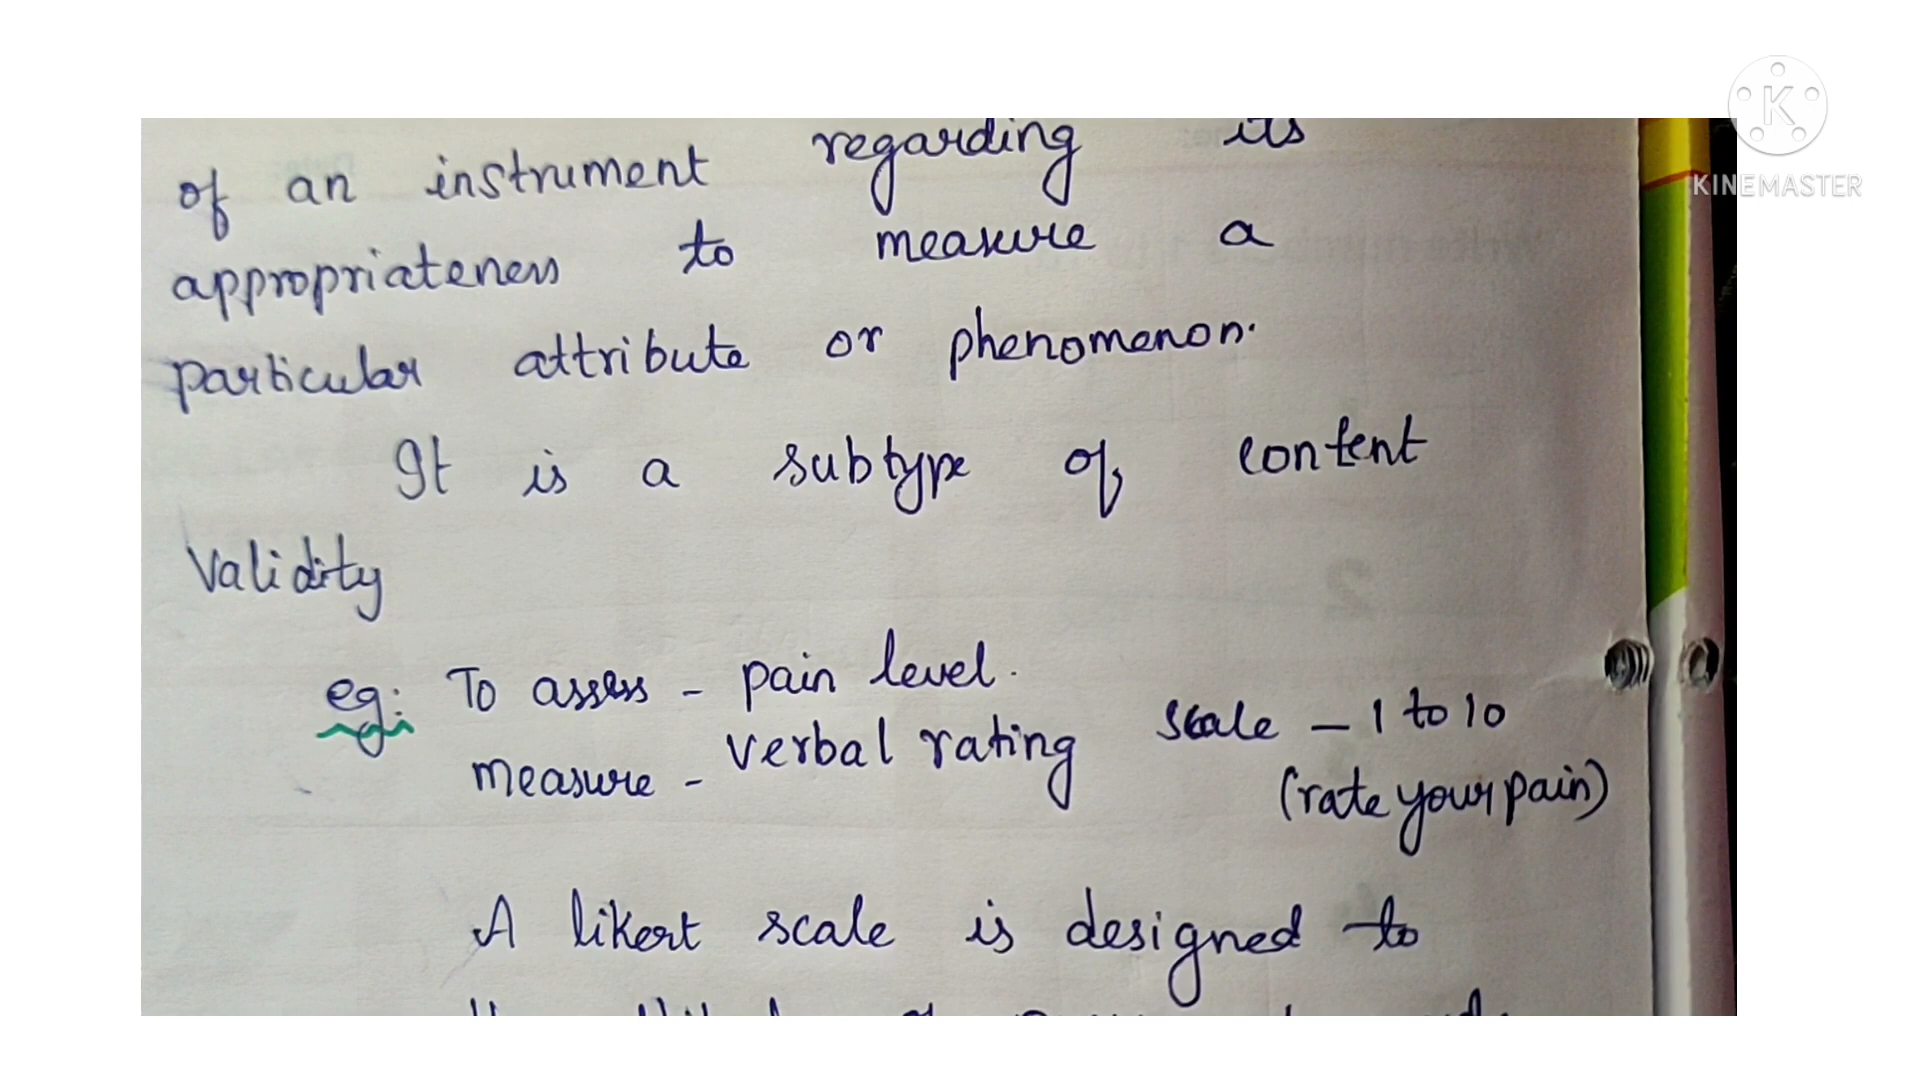 of an instrument regarding its
appropriateness to measure a
particular attribute or phenomenon.
It is a subtype of content
Validity
eg: To assess - pain level.
measure - verbal rating scale - 1 to 10
(rate your pain)
A likert scale is designed to
KINEMASTER